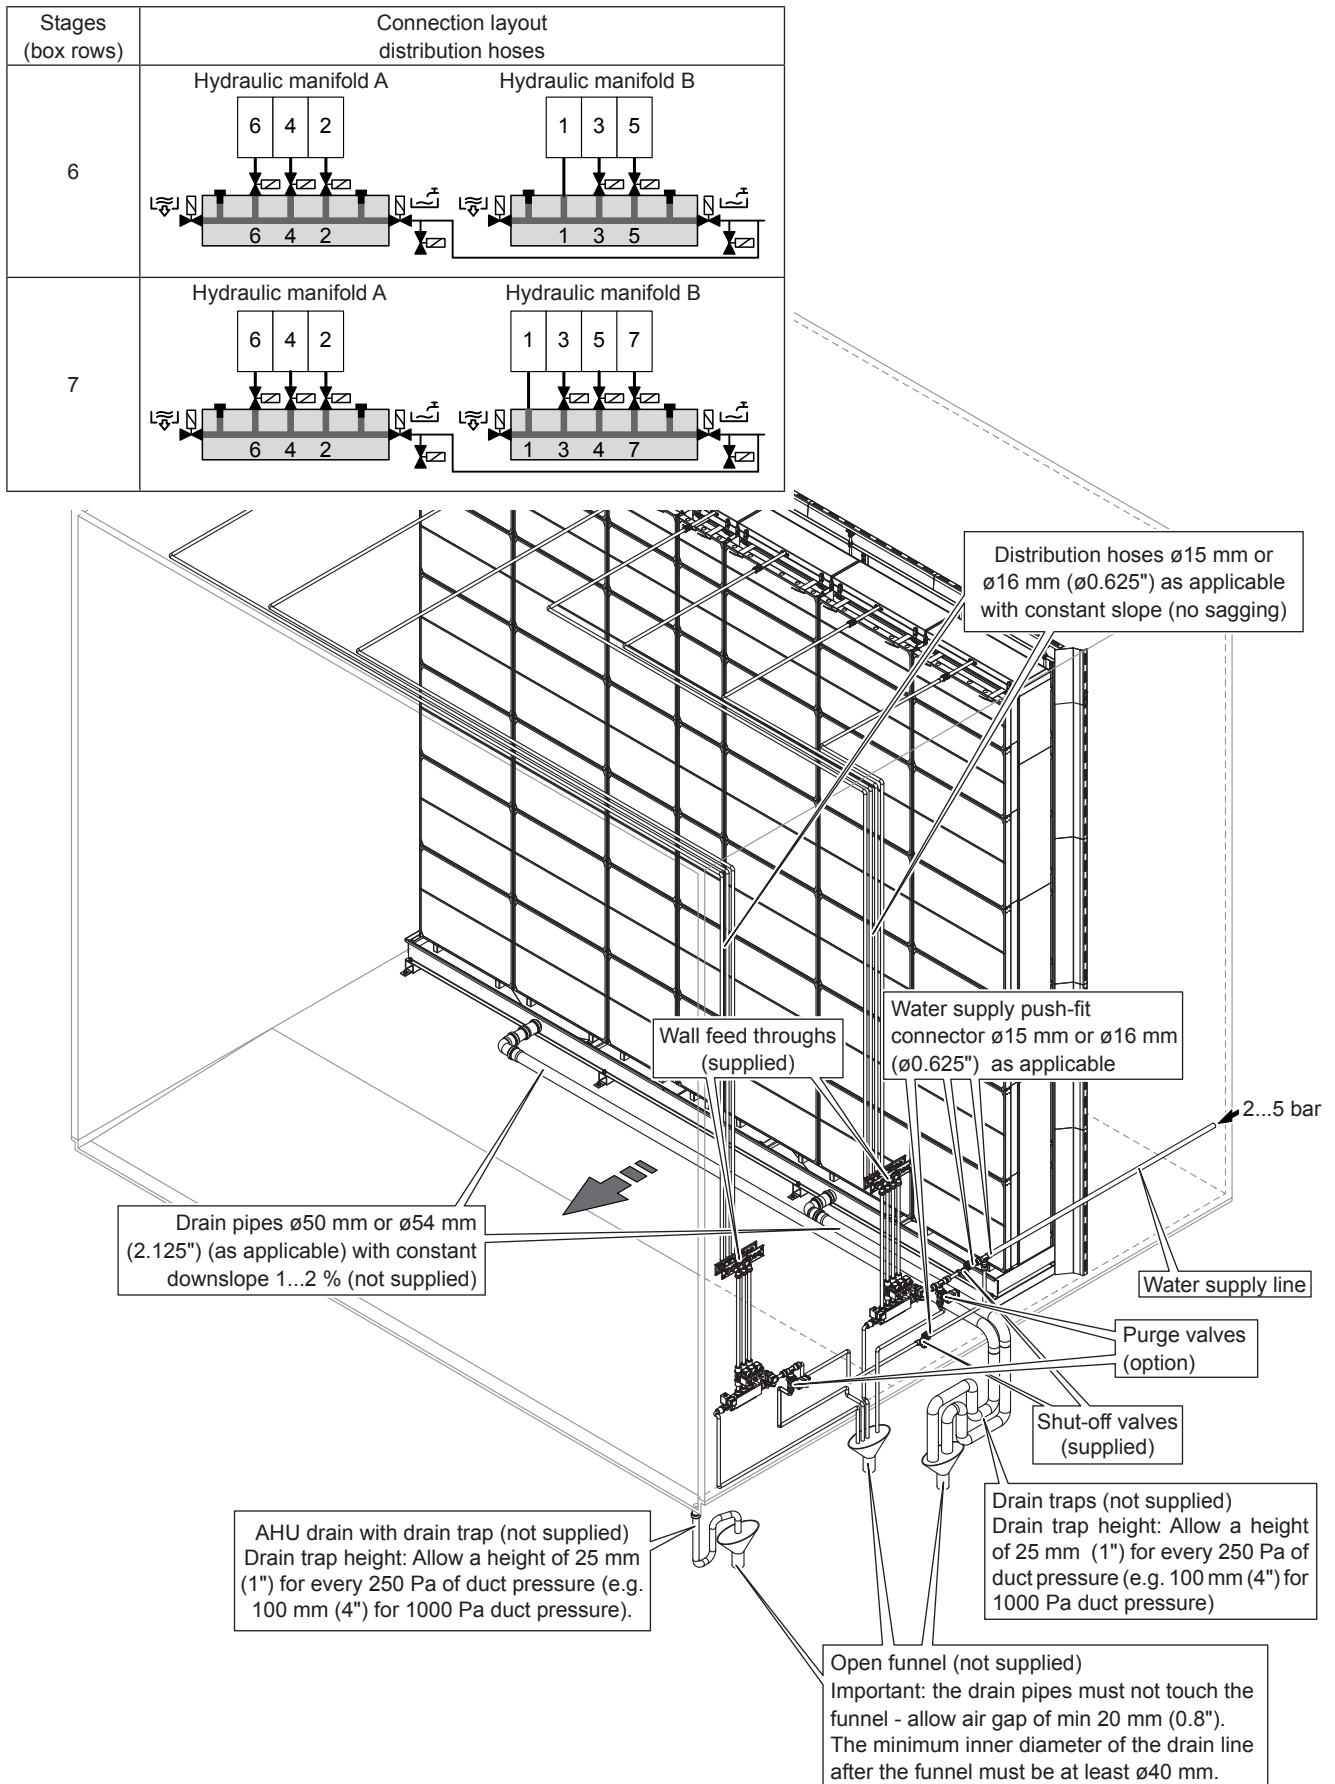 Stages
(box rows)
Connection layout
distribution hoses
6
Hydraulic manifold A
6 4 2
6 4 2
Hydraulic manifold B
1 3 5
1 3 5
7
Hydraulic manifold A
6 4 2
6 4 2
Hydraulic manifold B
1 3 5 7
1 3 4 7
Distribution hoses ø15 mm or
ø16 mm (ø0.625") as applicable
with constant slope (no sagging)
Water supply push-fit
connector ø15 mm or ø16 mm
(ø0.625") as applicable
Wall feed throughs
(supplied)
2...5 bar
Drain pipes ø50 mm or ø54 mm
(2.125") (as applicable) with constant
downslope 1...2 % (not supplied)
Water supply line
Purge valves
(option)
Shut-off valves
(supplied)
AHU drain with drain trap (not supplied)
Drain trap height: Allow a height of 25 mm
(1") for every 250 Pa of duct pressure (e.g.
100 mm (4") for 1000 Pa duct pressure).
Drain traps (not supplied)
Drain trap height: Allow a height
of 25 mm (1") for every 250 Pa of
duct pressure (e.g. 100 mm (4") for
1000 Pa duct pressure)
Open funnel (not supplied)
Important: the drain pipes must not touch the
funnel - allow air gap of min 20 mm (0.8").
The minimum inner diameter of the drain line
after the funnel must be at least ø40 mm.